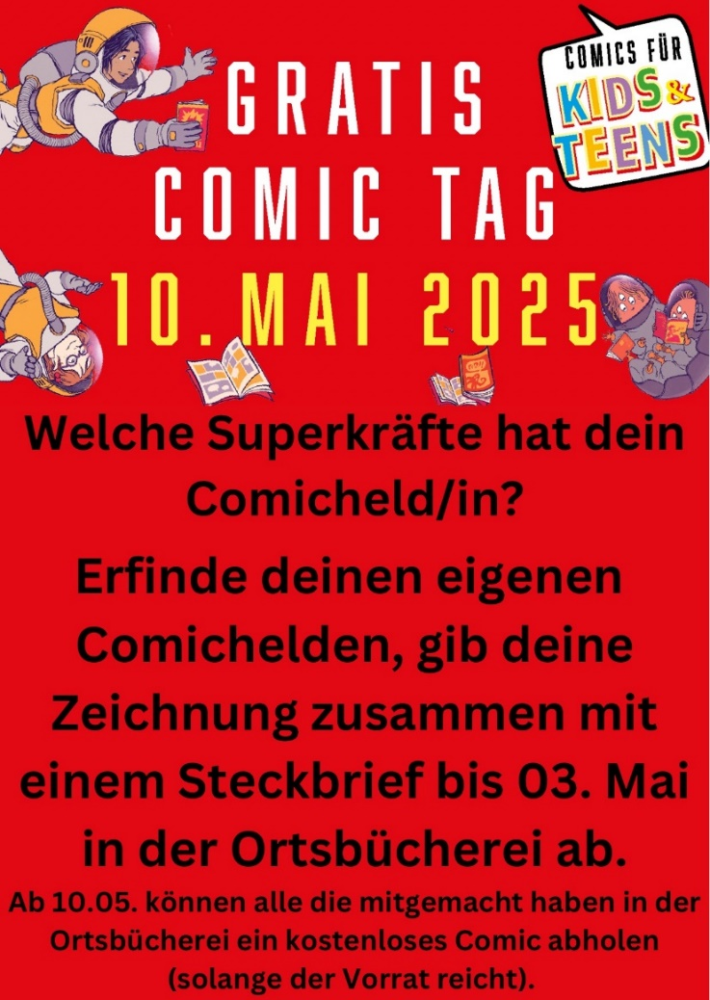 COMICS FÜR
KIDS &
TEENS
GRATIS
COMIC TAG
10. MAI 2025
Welche Superkräfte hat dein
Comicheld/in?
Erfinde deinen eigenen
Comichelden, gib deine
Zeichnung zusammen mit
einem Steckbrief bis 03. Mai
in der Ortsbücherei ab.
Ab 10.05. können alle die mitgemacht haben in der
Ortsbücherei ein kostenloses Comic abholen
(solange der Vorrat reicht).